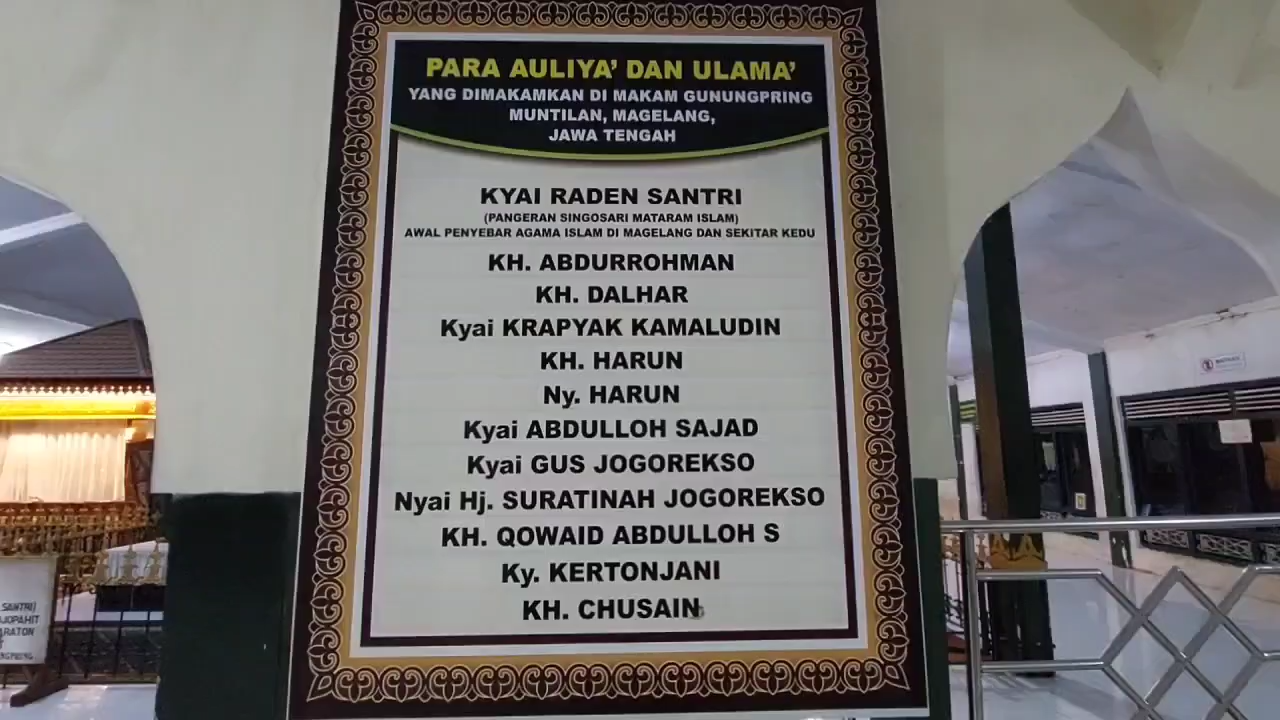 PARA AULIYA' DAN ULAMA'
YANG DIMAKAMKAN DI MAKAM GUNUNGPRING
MUNTILAN, MAGELANG,
JAWA TENGAH
KYAI RADEN SANTRI
(PANGERAN SINGOSARI MATARAM ISLAM)
AWAL PENYEBAR AGAMA ISLAM DI MAGELANG DAN SEKITAR KEDU
KH. ABDURROHMAN
KH. DALHAR
Kyai KRAPYAK KAMALUDIN
KH. HARUN
Ny. HARUN
Kyai ABDULLOH SAJAD
Kyai GUS JOGOREKSO
Nyai Hj. SURATINAH JOGOREKSO
KH. QOWAID ABDULLOH S
Ky. KERTONJANI
KH. CHUSAIN
SANTRI)